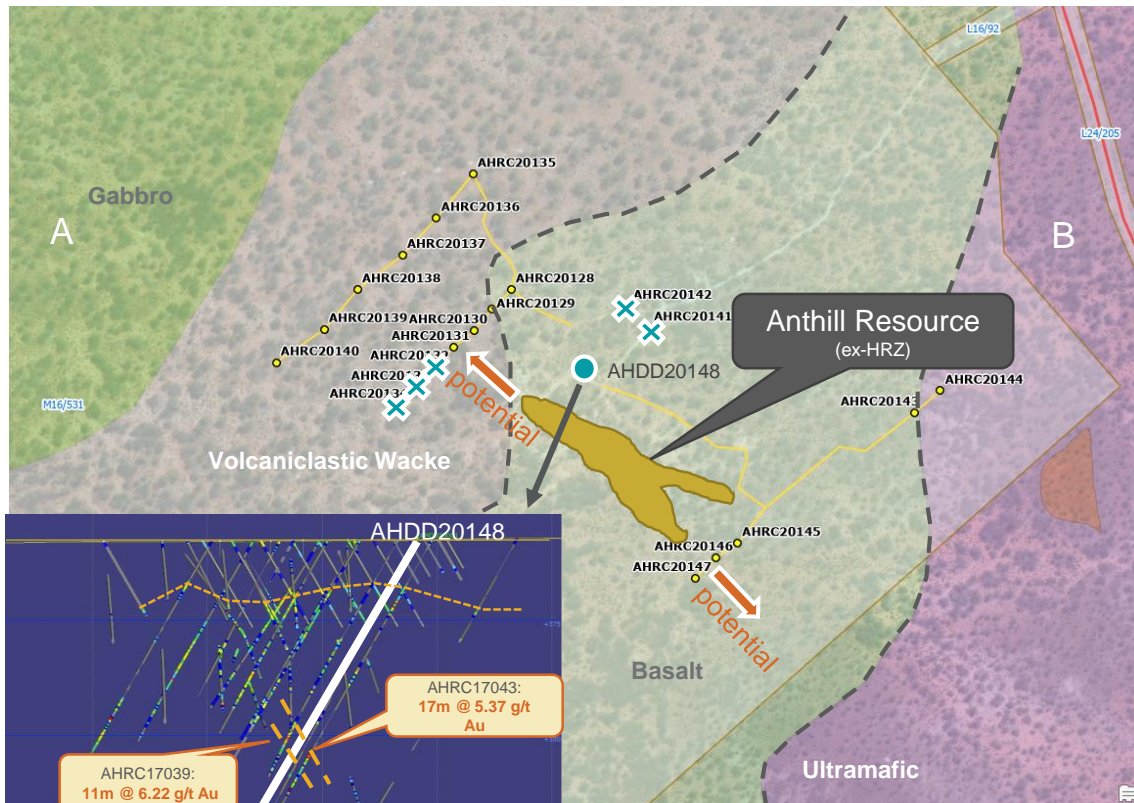 L16/92
L24/205
Gabbro
A
B
AHRC20135
AHRC20136
AHRC20137
AHRC20138
AHRC20128
AHRC20129
AHRC20139
AHRC20130
AHRC20131
AHRC20140
AHRC20142
AHRC20141
Anthill Resource
(ex-HRZ)
AHDD20148
potential
M16/531
AHRC20144
AHRC20143
Volcaniclastic Wacke
AHRC20145
AHRC20146
AHRC20147
potential
Basalt
Ultramafic
AHDD20148
AHRC17043:
17m @ 5.37 g/t
Au
AHRC17039:
11m @ 6.22 g/t Au